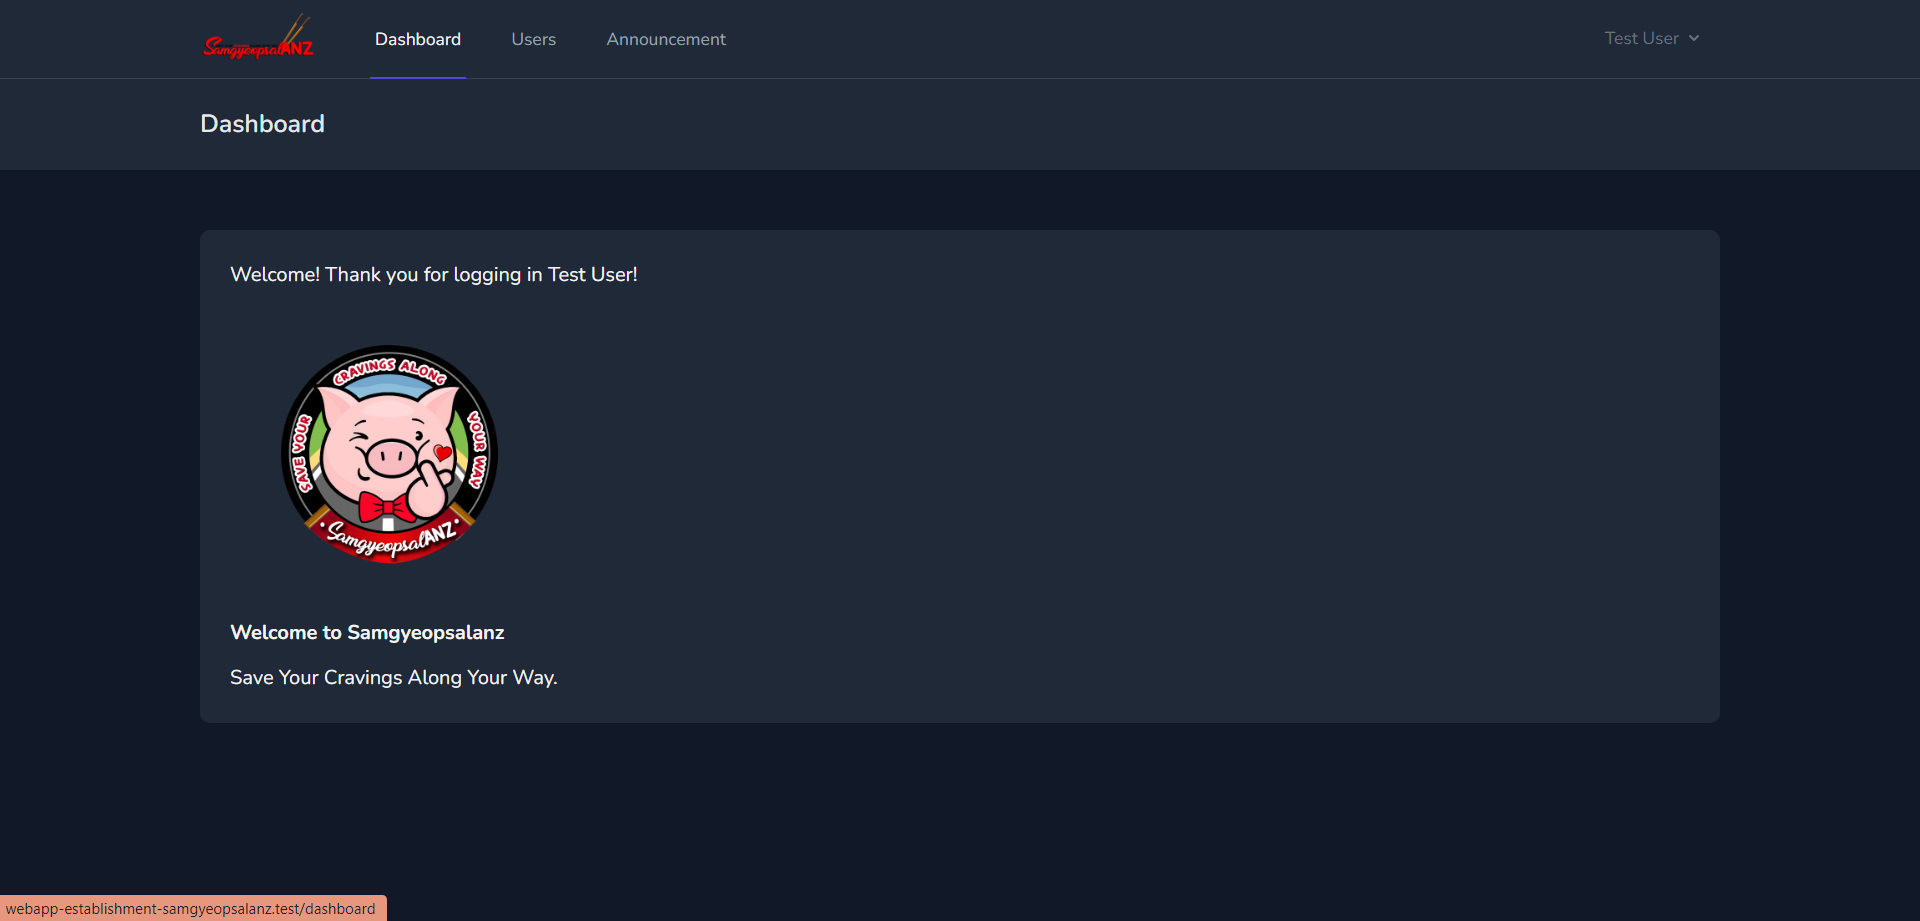 SamgyeopsalANZ
Dashboard
Users
Announcement
Test User
Dashboard
Welcome! Thank you for logging in Test User!
SAVE YOUR CRAVINGS ALONG YOUR WAY
SamgyeopsalANZ
Welcome to Samgyeopsalanz
Save Your Cravings Along Your Way.
webapp-establishment-samgyeopsalanz.test/dashboard